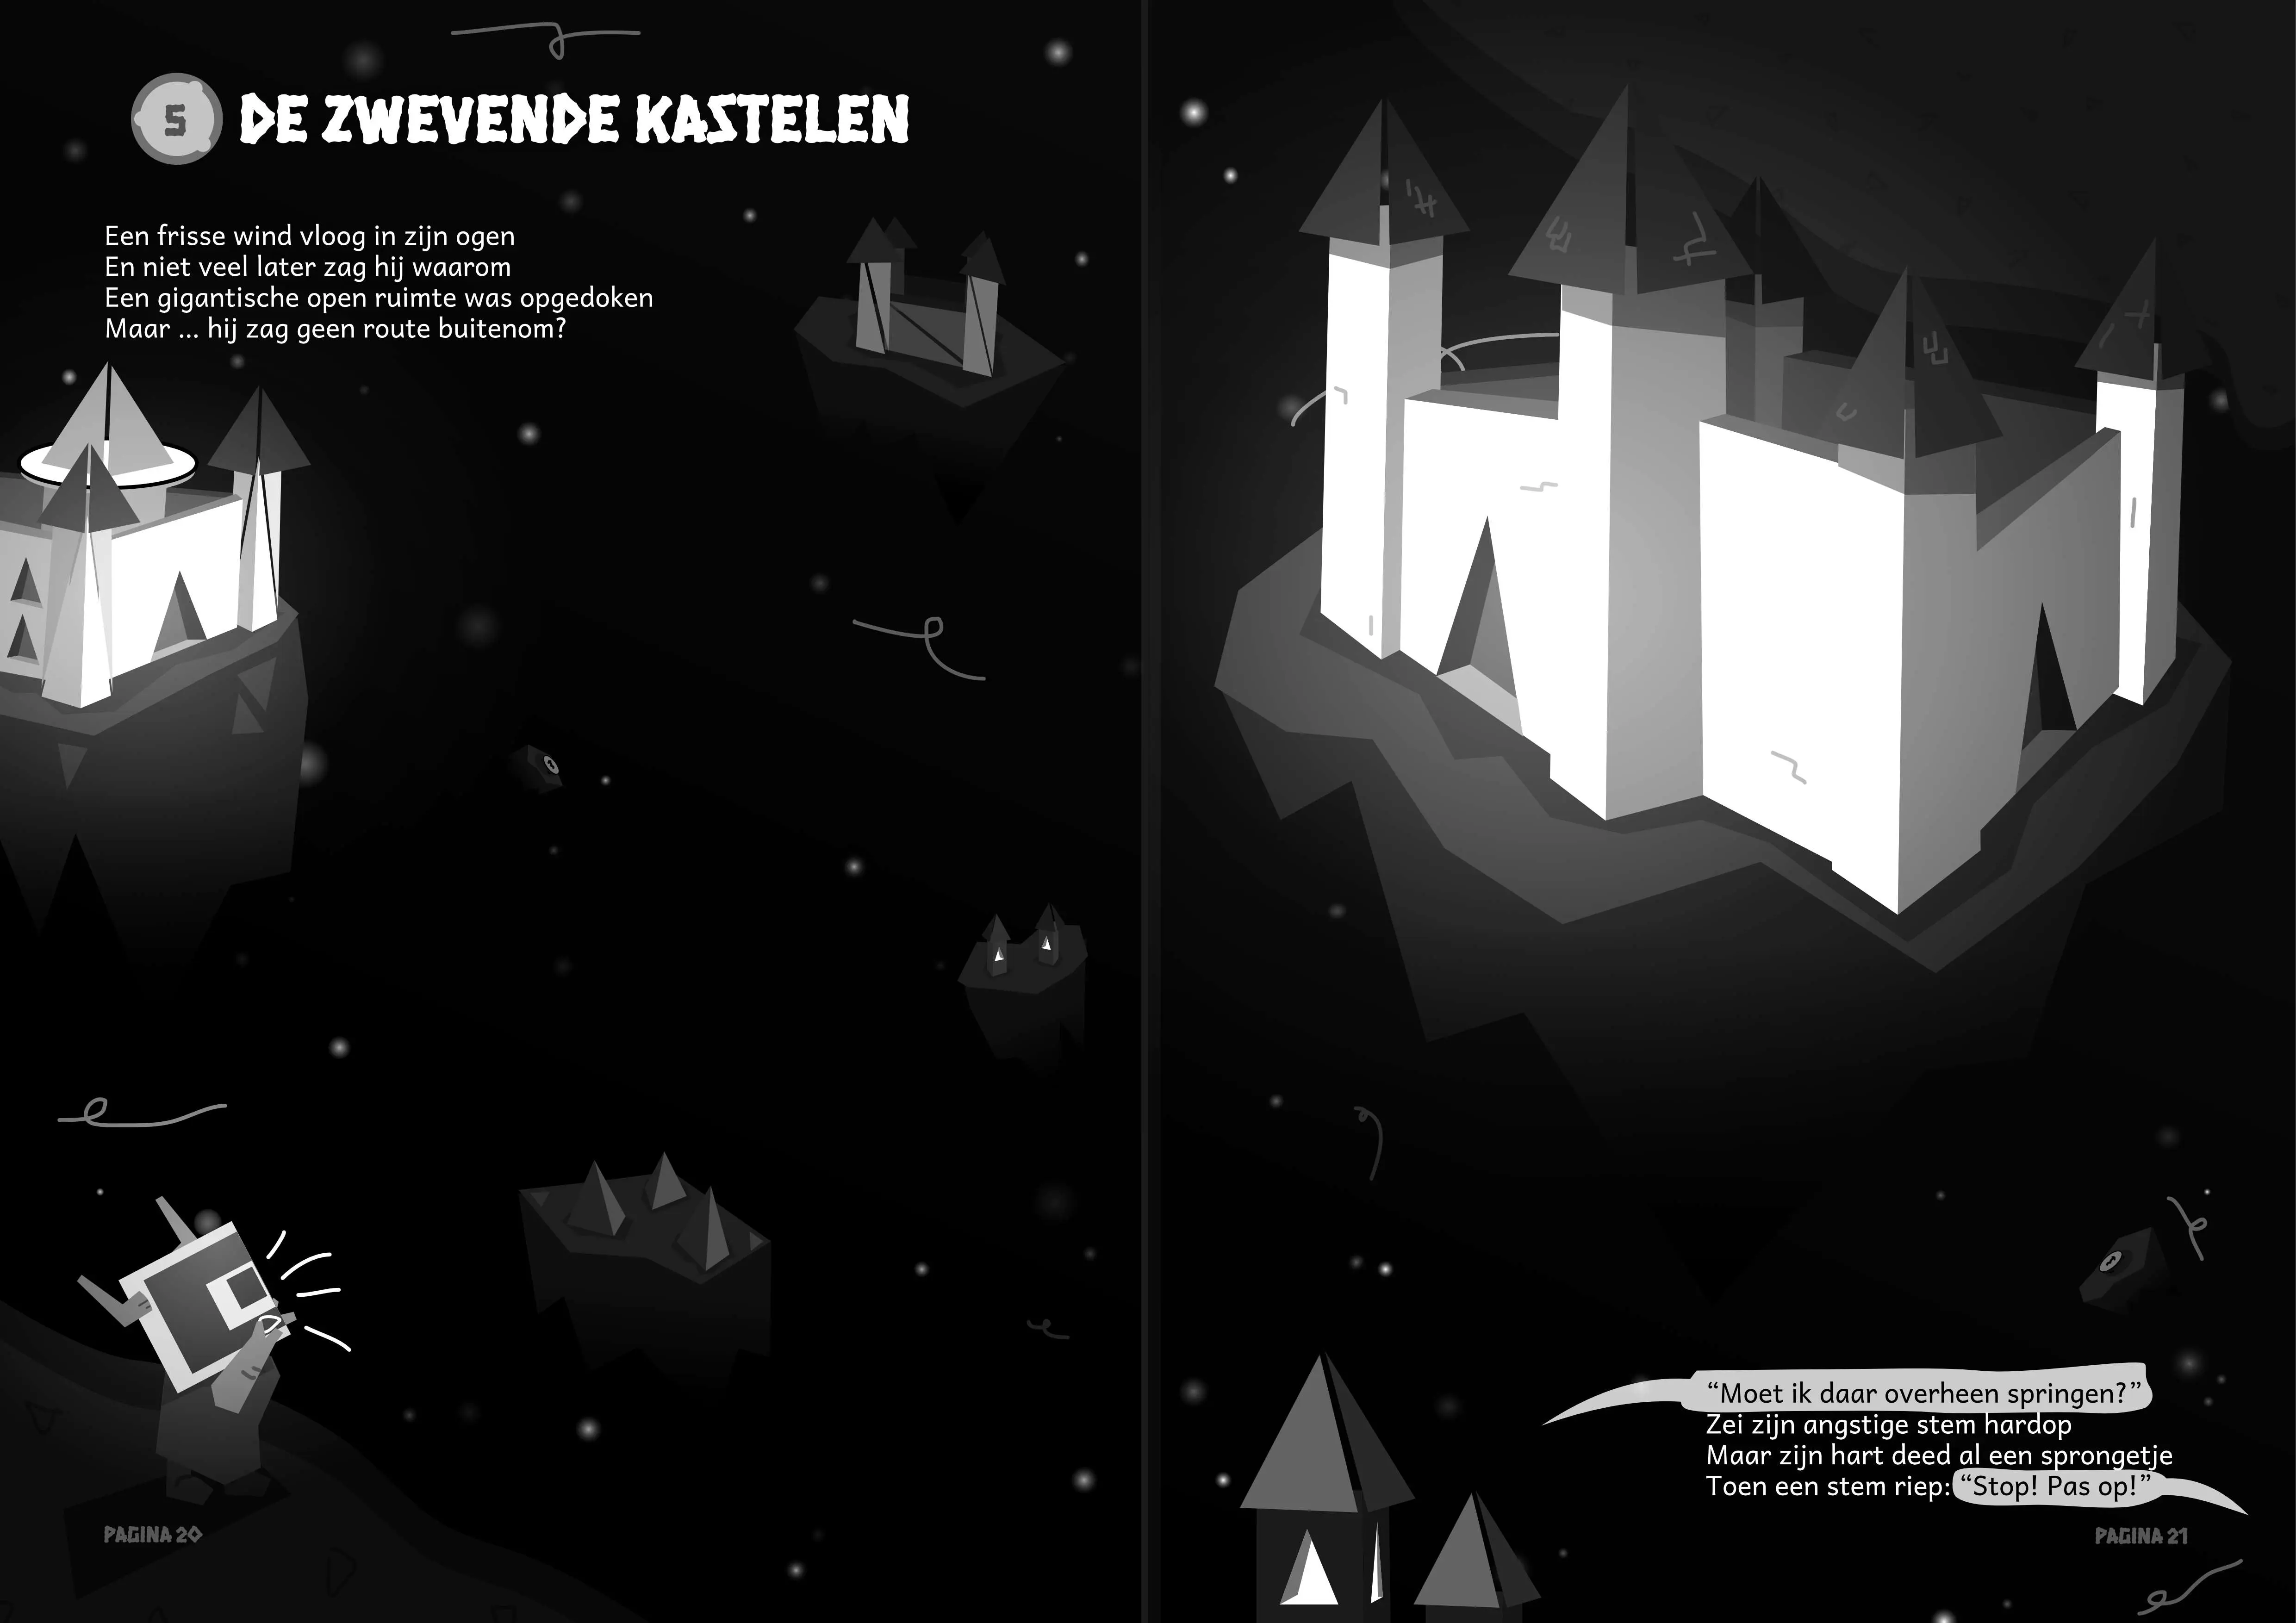 5 DE ZWEVENDE KASTELEN
Een frisse wind vloog in zijn ogen
En niet veel later zag hij waarom
Een gigantische open ruimte was opgedoken
Maar ... hij zag geen route buitenom?
PAGINA 20
“Moet ik daar overheen springen?”
Zei zijn angstige stem hardop
Maar zijn hart deed al een sprongetje
Toen een stem riep: “Stop! Pas op!”
PAGINA 21